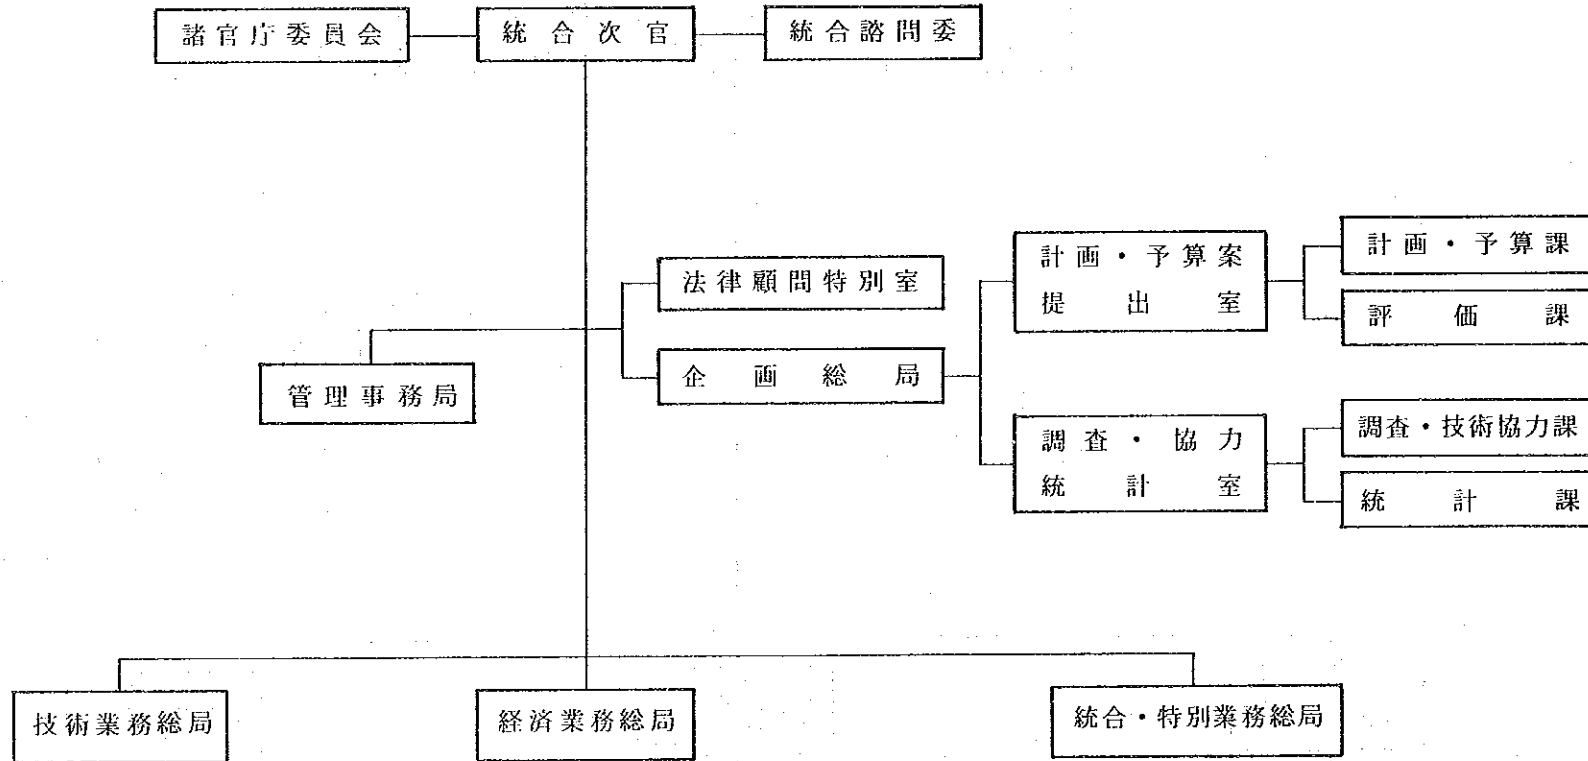 諸官庁委員会
統合次官
統合諮問委
法律顧問特別室
企画総局
管理事務局
計画・予算案
提出室
計画・予算課
評価課
調査・協力
統計室
調査・技術協力課
統計課
技術業務総局
経済業務総局
統合・特別業務総局